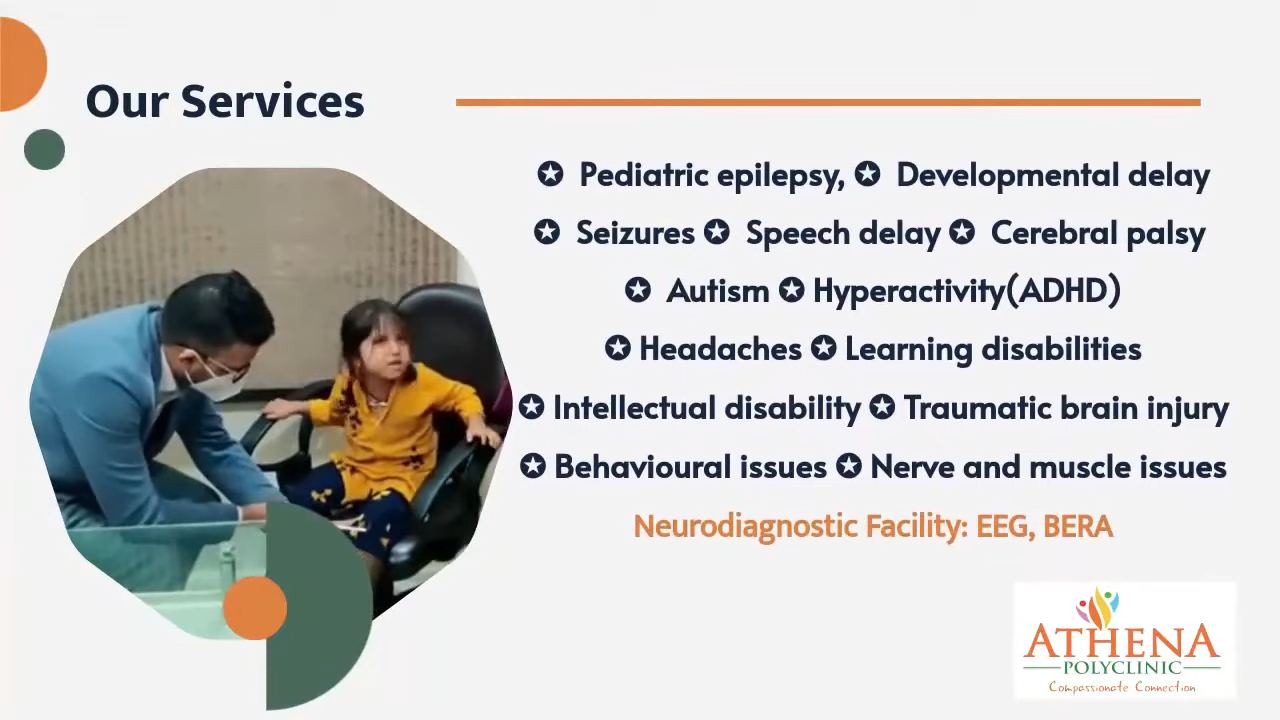 Our Services
✪ Pediatric epilepsy, ✪ Developmental delay
✪ Seizures ✪ Speech delay ✪ Cerebral palsy
✪ Autism ✪ Hyperactivity(ADHD)
✪ Headaches ✪ Learning disabilities
✪ Intellectual disability ✪ Traumatic brain injury
✪ Behavioural issues ✪ Nerve and muscle issues
Neurodiagnostic Facility: EEG, BERA
ATHENA
POLYCLINIC
Compassionate Connection